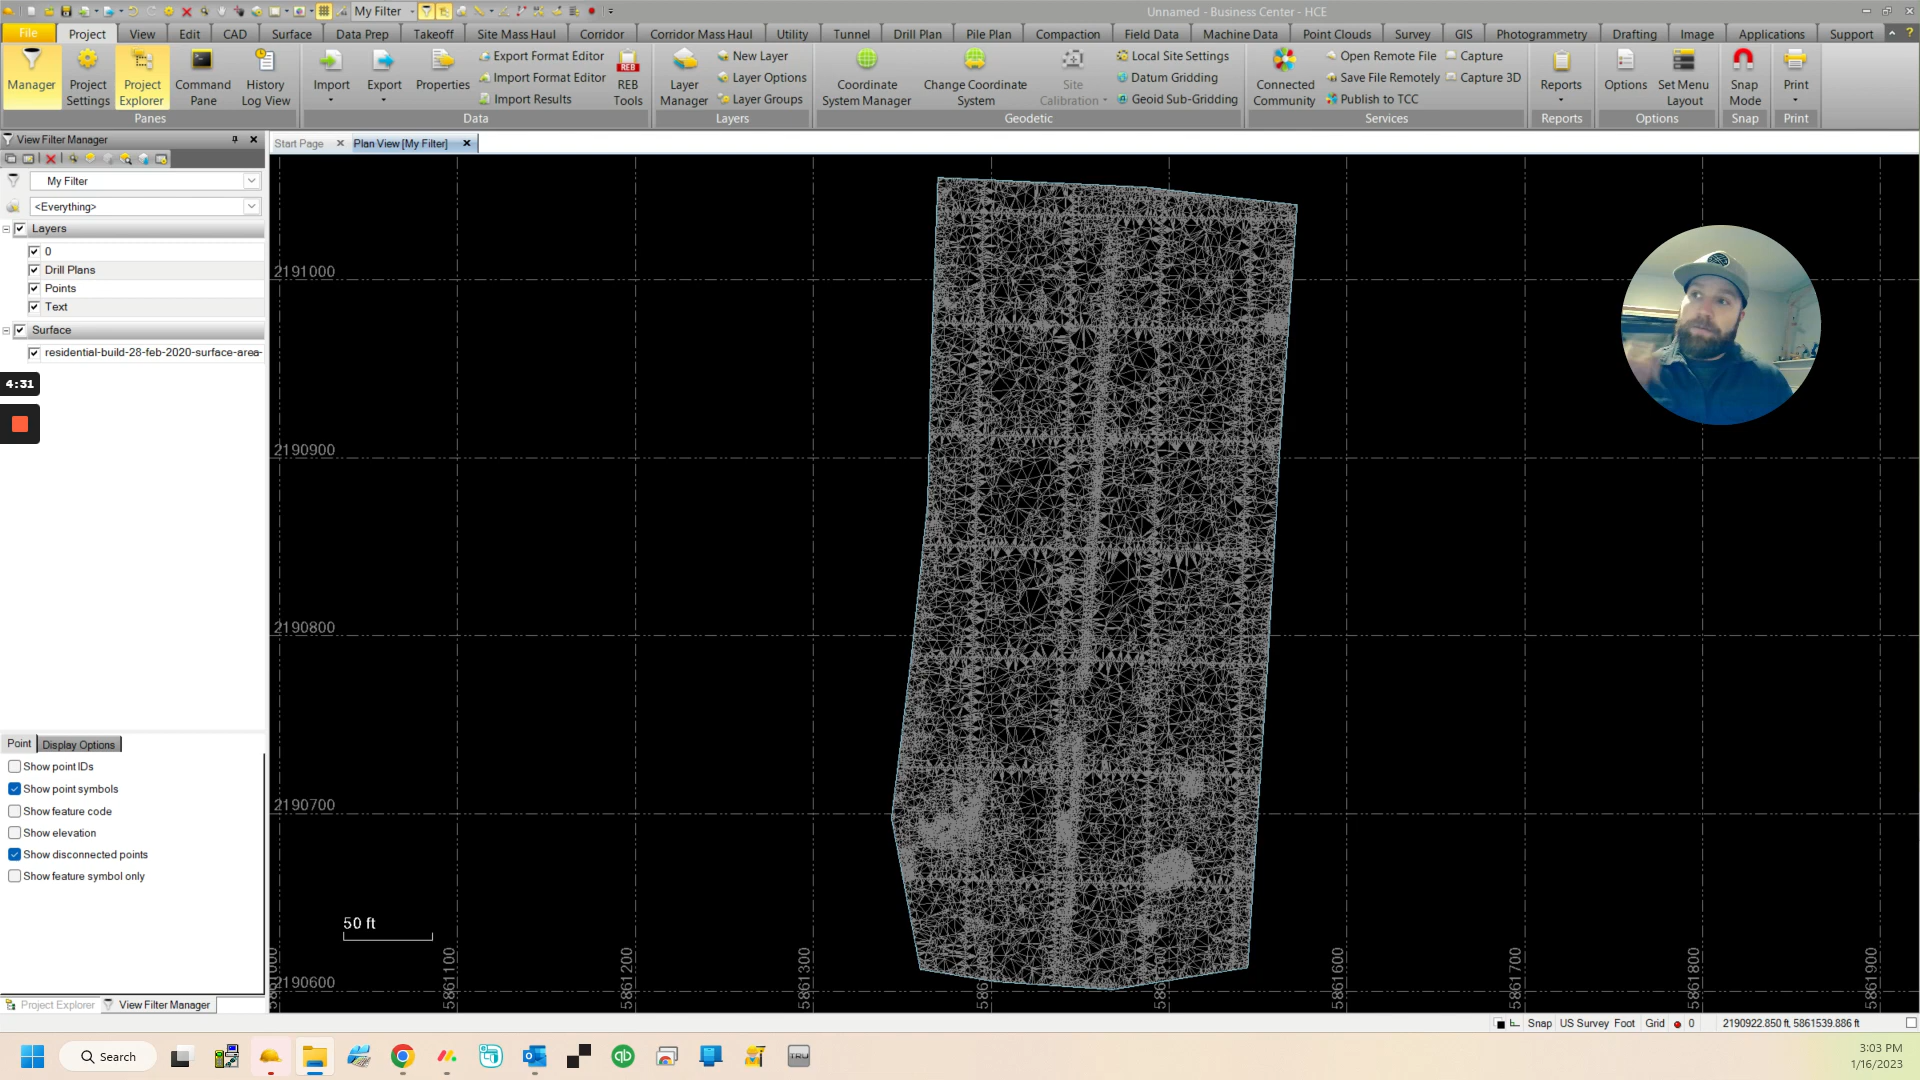 My Filter
Unnamed - Business Center - HCE
File Project View Edit CAD Surface Data Prep Takeoff Site Mass Haul Corridor Corridor Mass Haul Utility Tunnel Drill Plan Pile Plan Compaction Field Data Machine Data Point Clouds Survey GIS Photogrammetry Drafting Image Applications Support
Manager
Project Settings
Project Explorer
Command Pane
History Log View
Panes
Import
Export
Properties
Export Format Editor
Import Format Editor
Import Results
REB
REB Tools
Data
Layer Manager
New Layer
Layer Options
Layer Groups
Layers
Coordinate System Manager
Change Coordinate System
Site Calibration
Local Site Settings
Datum Gridding
Geoid Sub-Gridding
Geodetic
Connected Community
Open Remote File
Save File Remotely
Publish to TCC
Capture
Capture 3D
Services
Reports
Reports
Options
Set Menu Layout
Options
Snap Mode
Snap
Print
Print
View Filter Manager
Start Page
Plan View [My Filter]
My Filter
<Everything>
Layers
0
Drill Plans
Points
Text
Surface
residential-build-28-feb-2020-surface-area-
4:31
2191000
2190900
2190800
2190700
2190600
50 ft
5861100
5861200
5861300
5861600
5861700
5861800
5861900
Point
Display Options
Show point IDs
Show point symbols
Show feature code
Show elevation
Show disconnected points
Show feature symbol only
Project Explorer
View Filter Manager
Snap US Survey Foot Grid 0 2190922.850 ft, 5861539.886 ft
Search
qb
TRU
3:03 PM
1/16/2023